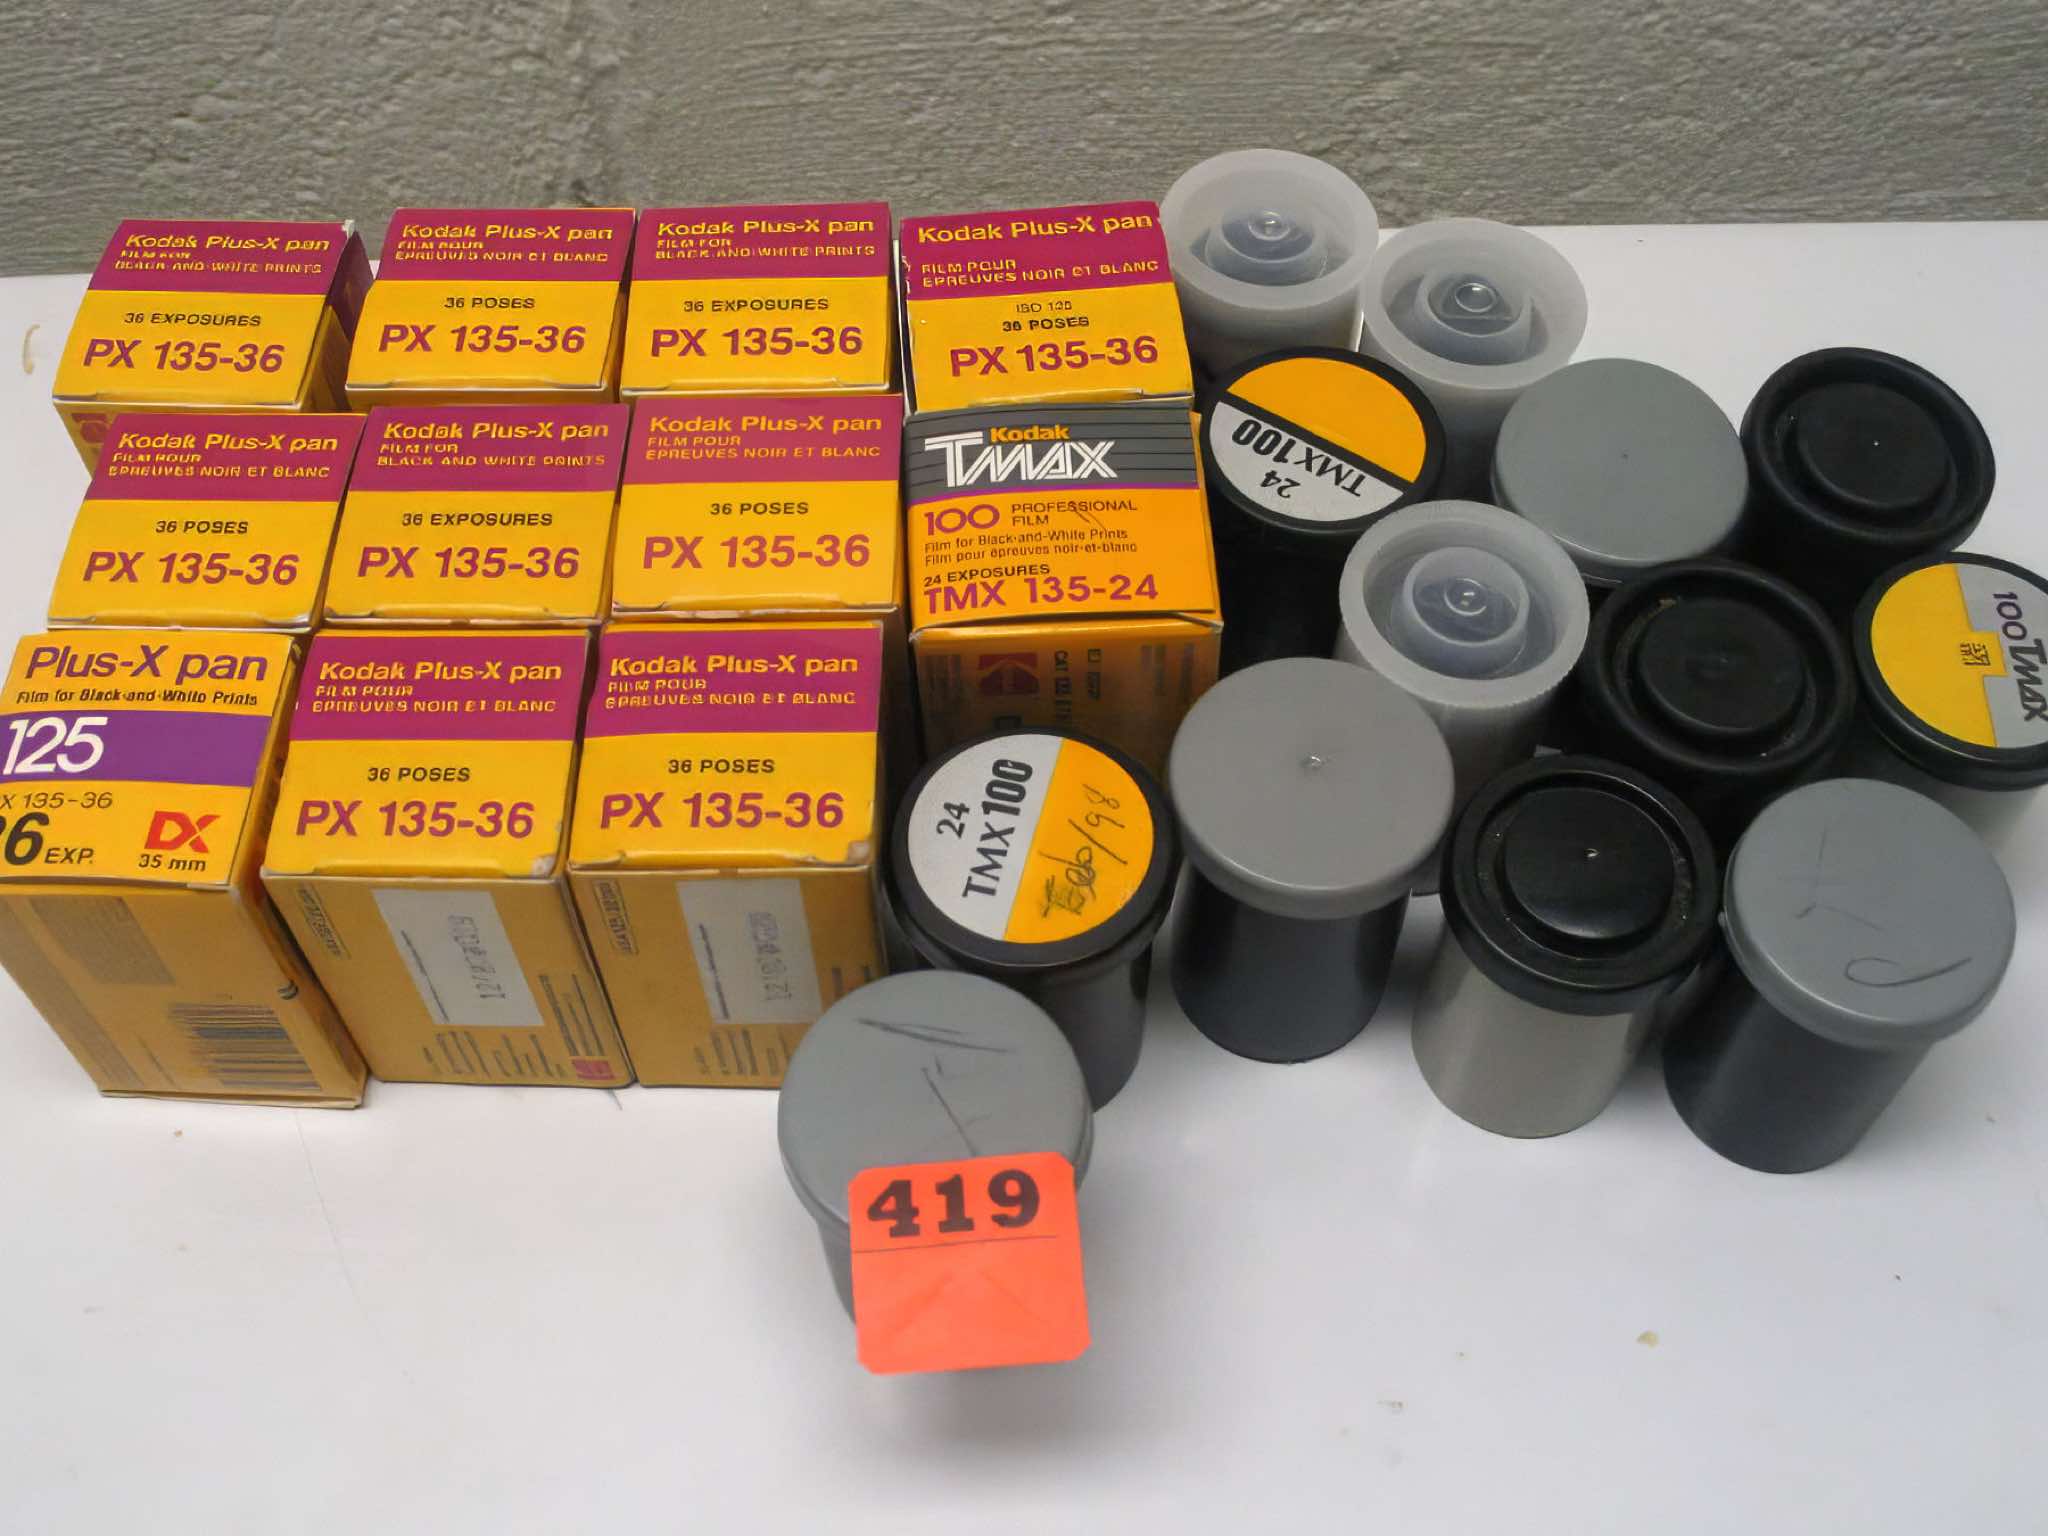 Kodak Plus-X pan
FILM FOR
BLACK-AND-WHITE PRINTS
36 EXPOSURES
PX 135-36
Kodak Plus-X pan
FILM POUR
EPREUVES NOIR ET BLANC
36 POSES
PX 135-36
Kodak Plus-X pan
FILM FOR
BLACK-AND-WHITE PRINTS
36 EXPOSURES
PX 135-36
Kodak Plus-X pan
FILM POUR
EPREUVES NOIR ET BLANC
36 POSES
PX 135-36
Kodak Plus-X pan
FILM POUR
EPREUVES NOIR ET BLANC
36 POSES
PX 135-36
Kodak Plus-X pan
FILM FOR
BLACK AND WHITE PRINTS
36 EXPOSURES
PX 135-36
Kodak Plus-X pan
FILM POUR
EPREUVES NOIR ET BLANC
36 POSES
PX 135-36
Kodak
TMAX
100 PROFESSIONAL
FILM
Film for Black-and-White Prints
Film pour épreuves noir-et-blanc
24 EXPOSURES
TMX 135-24
24
TMX100
100 TMAX
Plus-X pan
Film for Black-and-White Prints
125
X 135-36
36 EXP.
DX
35 mm
Kodak Plus-X pan
FILM POUR
EPREUVES NOIR ET BLANC
36 POSES
PX 135-36
Kodak Plus-X pan
FILM POUR
EPREUVES NOIR ET BLANC
36 POSES
PX 135-36
24
TMX100
Feb/98
419